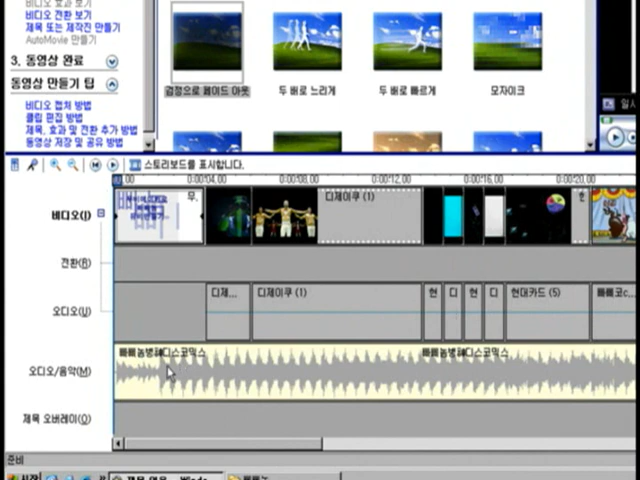 비디오 효과 보기
비디오 전환 보기
제목 또는 제작진 만들기
AutoMovie 만들기
3. 동영상 완료
동영상 만들기 팁
비디오 캡처 방법
클립 편집 방법
제목, 효과 및 전환 추가 방법
동영상 저장 및 공유 방법
검정으로 페이드 아웃
두 배로 느리게
두 배로 빠르게
모자이크
스토리보드를 표시합니다.
0:00:04,00
0:00:08,00
0:00:12,00
0:00:16,00
0:00:20,00
비디오(I)
디제이쿠 (1)
전환(R)
오디오(U)
디제...
디제이쿠 (1)
현
디
현
디
현대카드 (5)
오디오/음악(M)
제목 오버레이(O)
준비